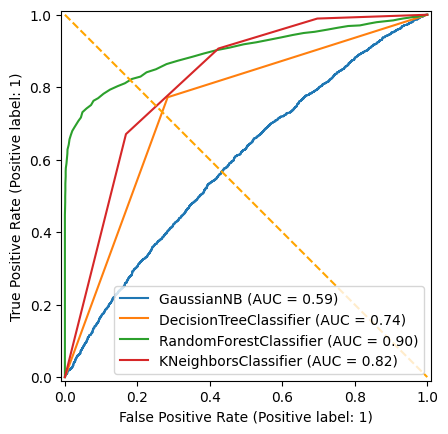 1.0
0.8
0.6
0.4
0.2
0.0
True Positive Rate (Positive label: 1)
GaussianNB (AUC = 0.59)
DecisionTreeClassifier (AUC = 0.74)
RandomForestClassifier (AUC = 0.90)
KNeighborsClassifier (AUC = 0.82)
0.0 0.2 0.4 0.6 0.8 1.0
False Positive Rate (Positive label: 1)